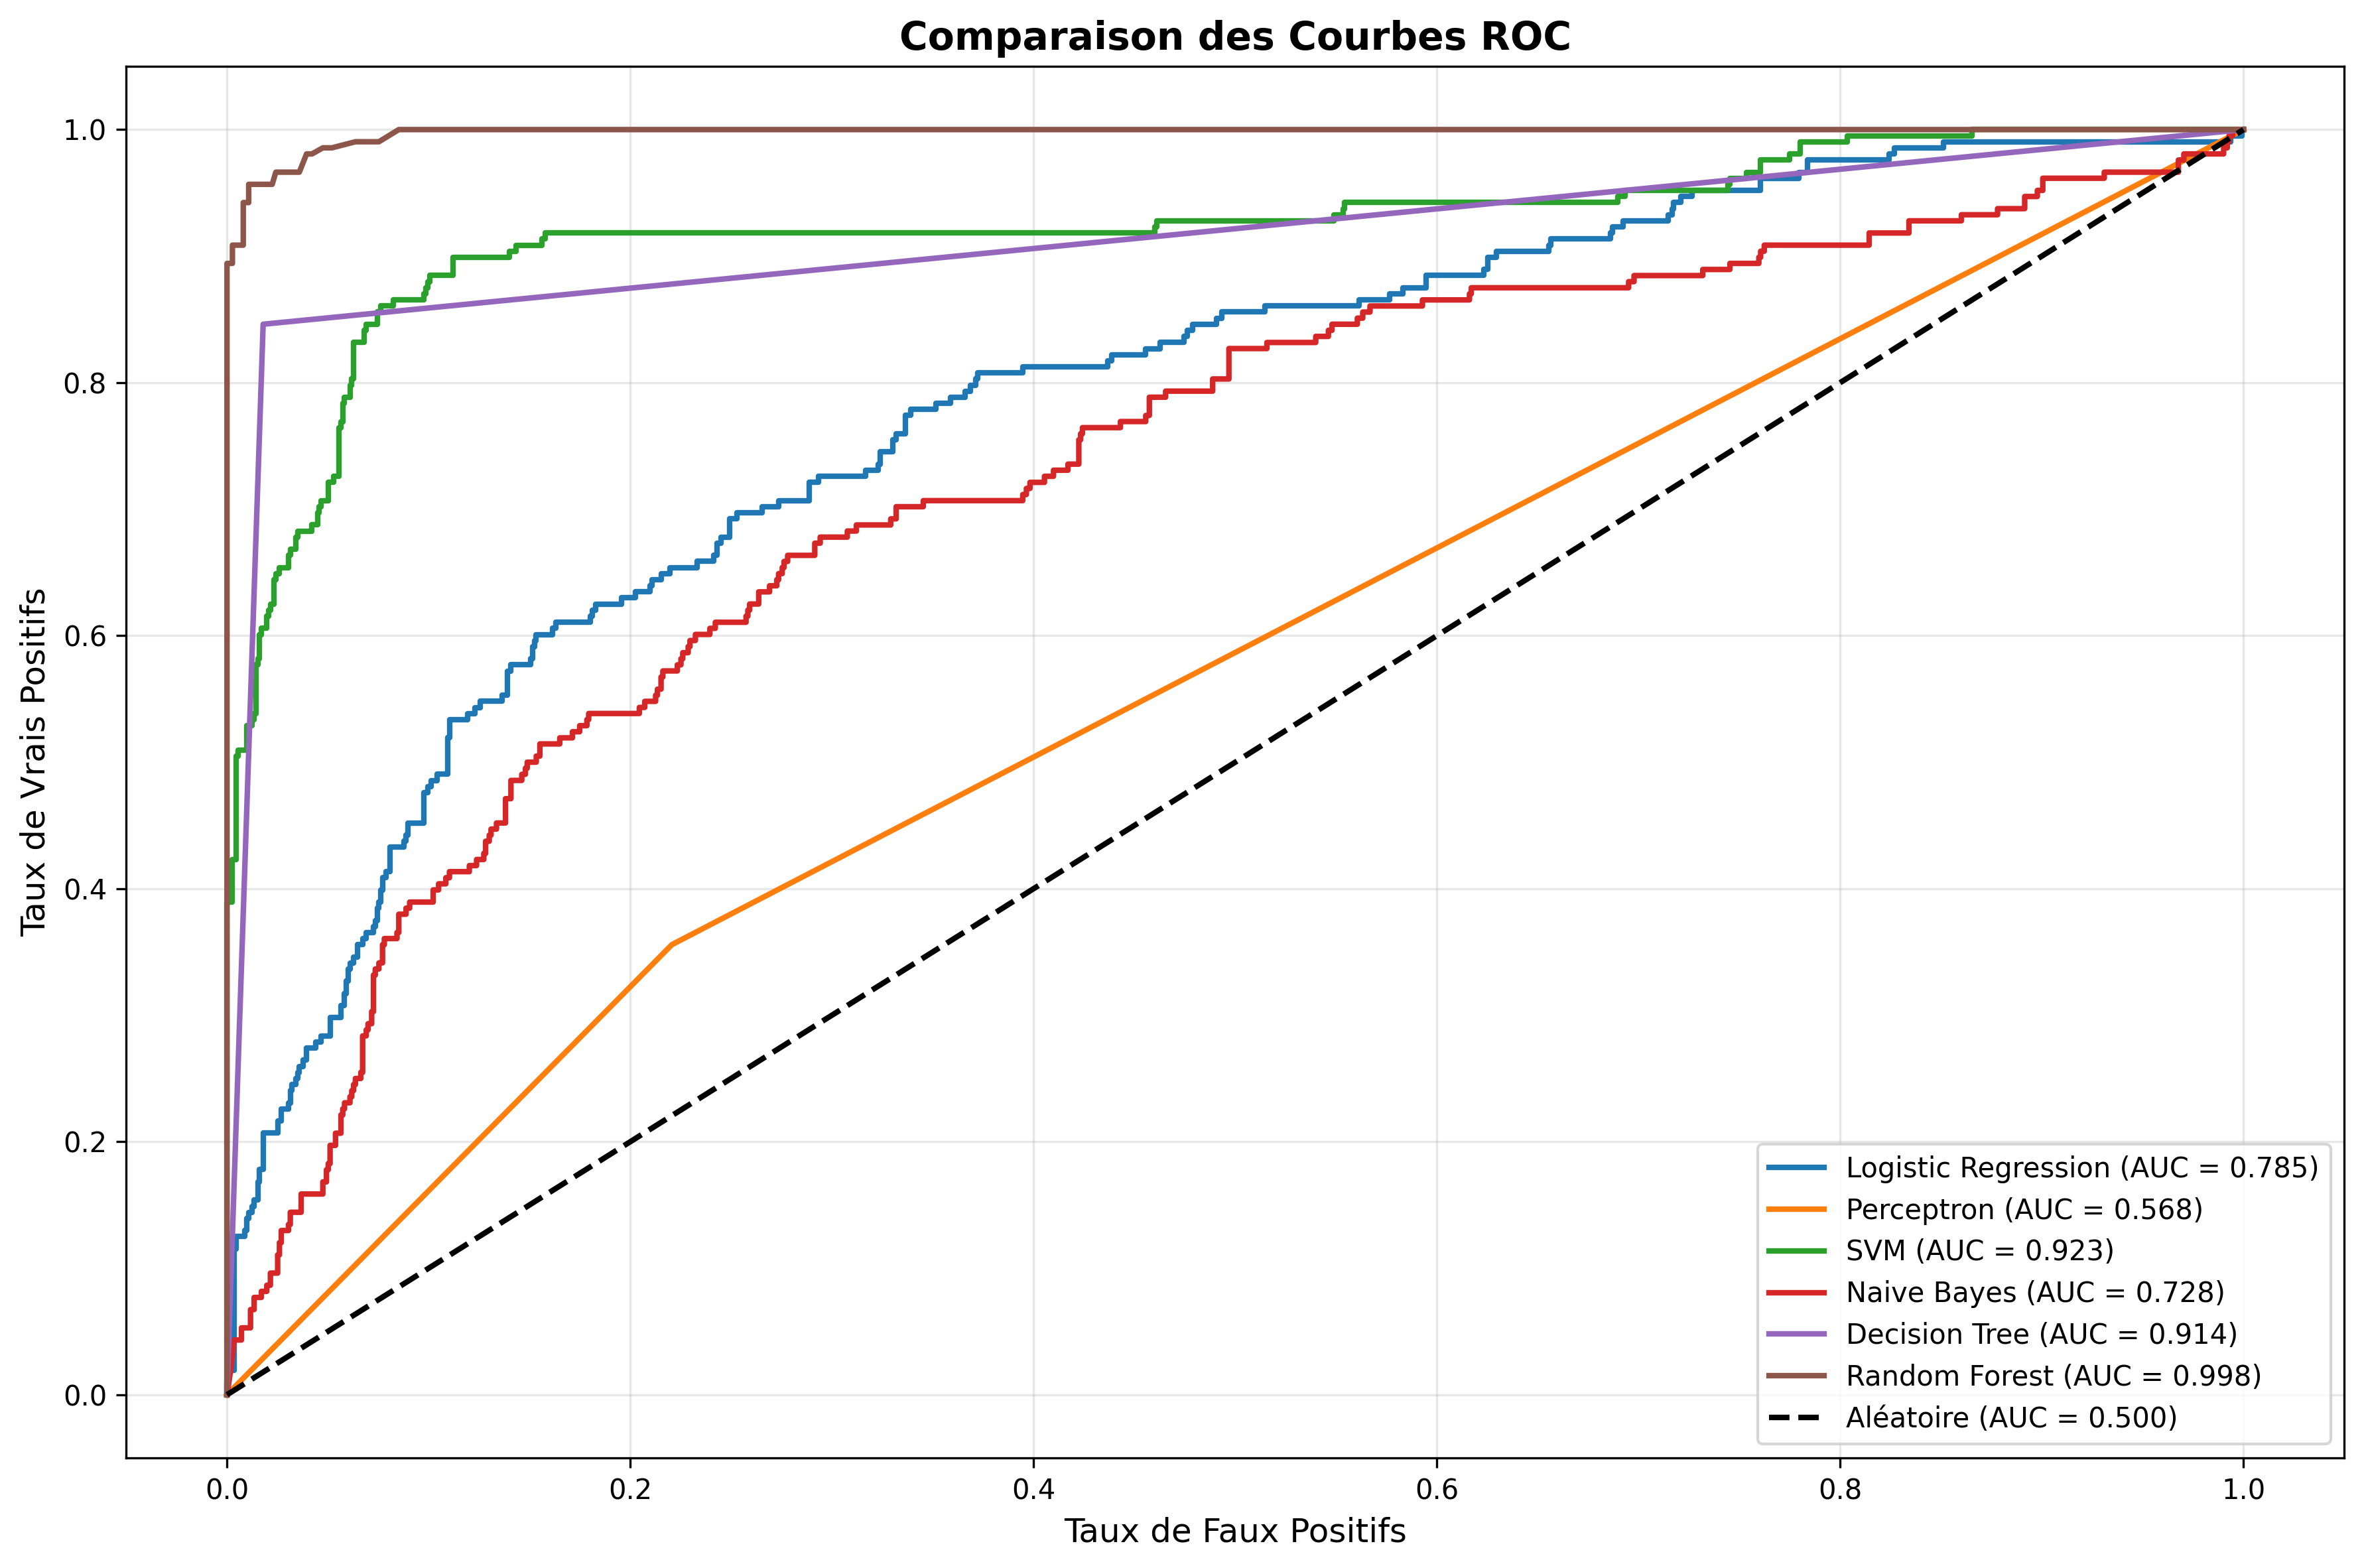 Comparaison des Courbes ROC
Taux de Vrais Positifs
1.0
0.8
0.6
0.4
0.2
0.0
0.0 0.2 0.4 0.6 0.8 1.0
Taux de Faux Positifs
Logistic Regression (AUC = 0.785)
Perceptron (AUC = 0.568)
SVM (AUC = 0.923)
Naive Bayes (AUC = 0.728)
Decision Tree (AUC = 0.914)
Random Forest (AUC = 0.998)
Aléatoire (AUC = 0.500)